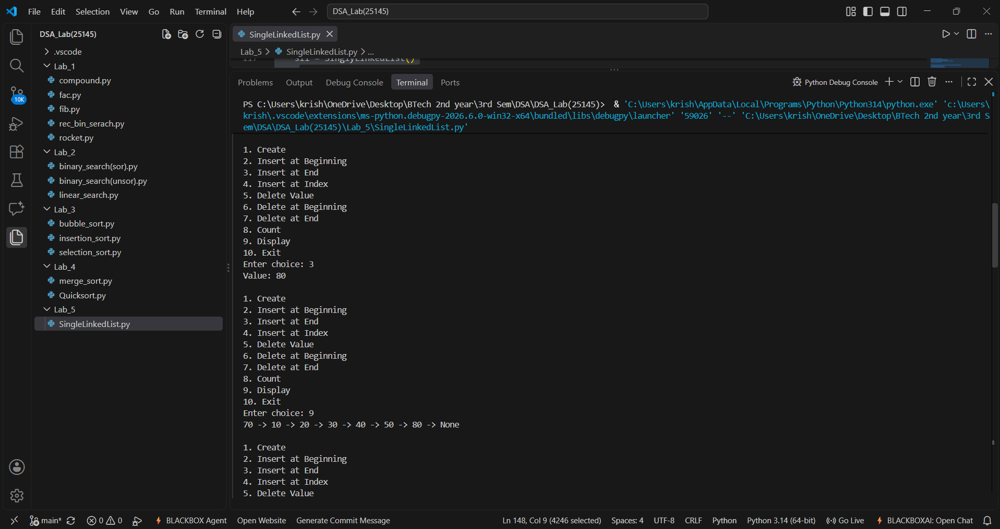 File Edit Selection View Go Run Terminal Help
DSA_Lab(25145)
DSA_Lab(25145)
.vscode
Lab_1
compound.py
fac.py
fib.py
rec_bin_serach.py
rocket.py
Lab_2
binary_search(sor).py
binary_search(unsor).py
linear_search.py
Lab_3
bubble_sort.py
insertion_sort.py
selection_sort.py
Lab_4
merge_sort.py
Quicksort.py
Lab_5
SingleLinkedList.py
10K
SingleLinkedList.py
Lab_5 > SingleLinkedList.py > ...
117 sll = SinglyLinkedList()
Problems Output Debug Console Terminal Ports
Python Debug Console
PS C:\Users\krish\OneDrive\Desktop\BTech 2nd year\3rd Sem\DSA\DSA_Lab(25145)> & 'C:\Users\krish\AppData\Local\Programs\Python\Python314\python.exe' 'c:\Users\
krish\.vscode\extensions\ms-python.debugpy-2026.6.0-win32-x64\bundled\libs\debugpy\launcher' '59026' '--' 'C:\Users\krish\OneDrive\Desktop\BTech 2nd year\3rd S
em\DSA\DSA_Lab(25145)\Lab_5\SingleLinkedList.py'
1. Create
2. Insert at Beginning
3. Insert at End
4. Insert at Index
5. Delete Value
6. Delete at Beginning
7. Delete at End
8. Count
9. Display
10. Exit
Enter choice: 3
Value: 80
1. Create
2. Insert at Beginning
3. Insert at End
4. Insert at Index
5. Delete Value
6. Delete at Beginning
7. Delete at End
8. Count
9. Display
10. Exit
Enter choice: 9
70 -> 10 -> 20 -> 30 -> 40 -> 50 -> 80 -> None
1. Create
2. Insert at Beginning
3. Insert at End
4. Insert at Index
5. Delete Value
main* 0 0 BLACKBOX Agent Open Website Generate Commit Message Ln 148, Col 9 (4246 selected) Spaces: 4 UTF-8 CRLF Python Python 3.14 (64-bit) Go Live BLACKBOXAI: Open Chat